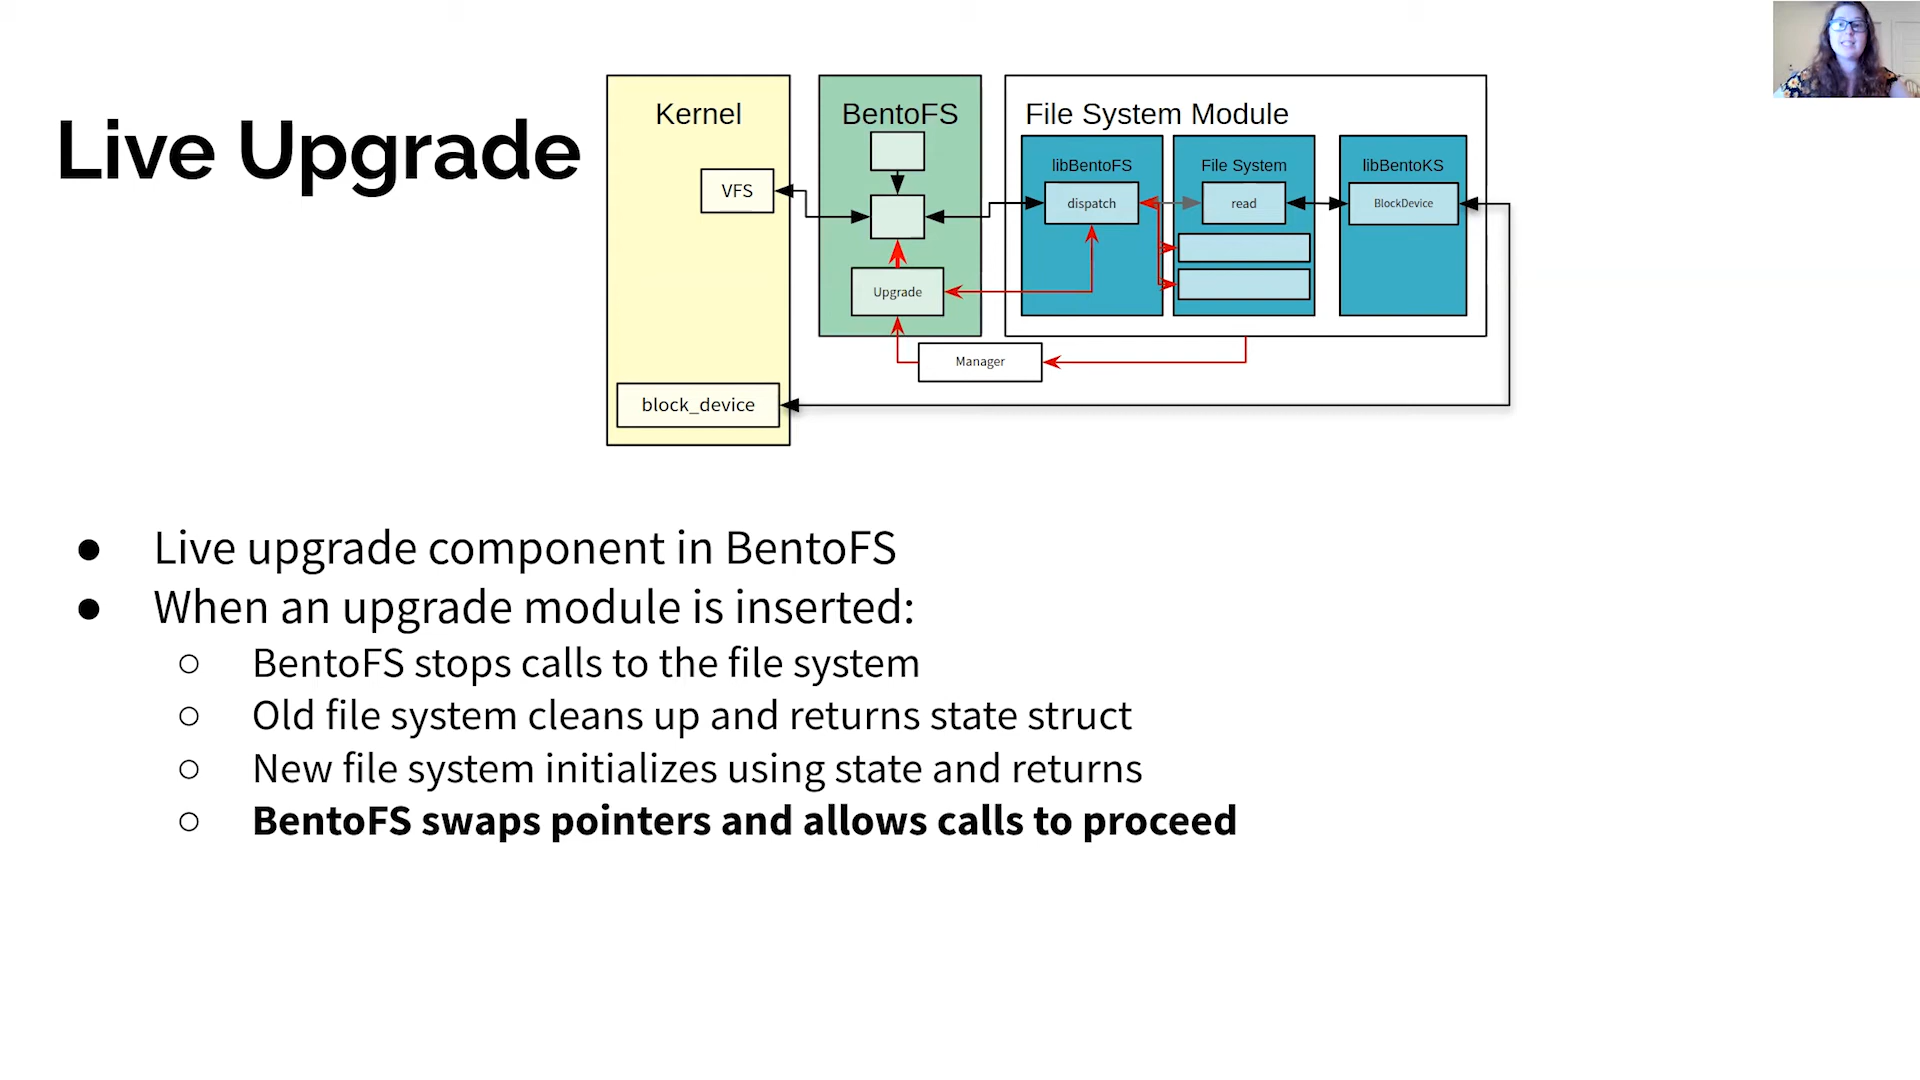 Live Upgrade
Kernel
VFS
block_device
BentoFS
Upgrade
Manager
File System Module
libBentoFS
dispatch
File System
read
libBentoKS
BlockDevice
● Live upgrade component in BentoFS
● When an upgrade module is inserted:
○ BentoFS stops calls to the file system
○ Old file system cleans up and returns state struct
○ New file system initializes using state and returns
○ BentoFS swaps pointers and allows calls to proceed